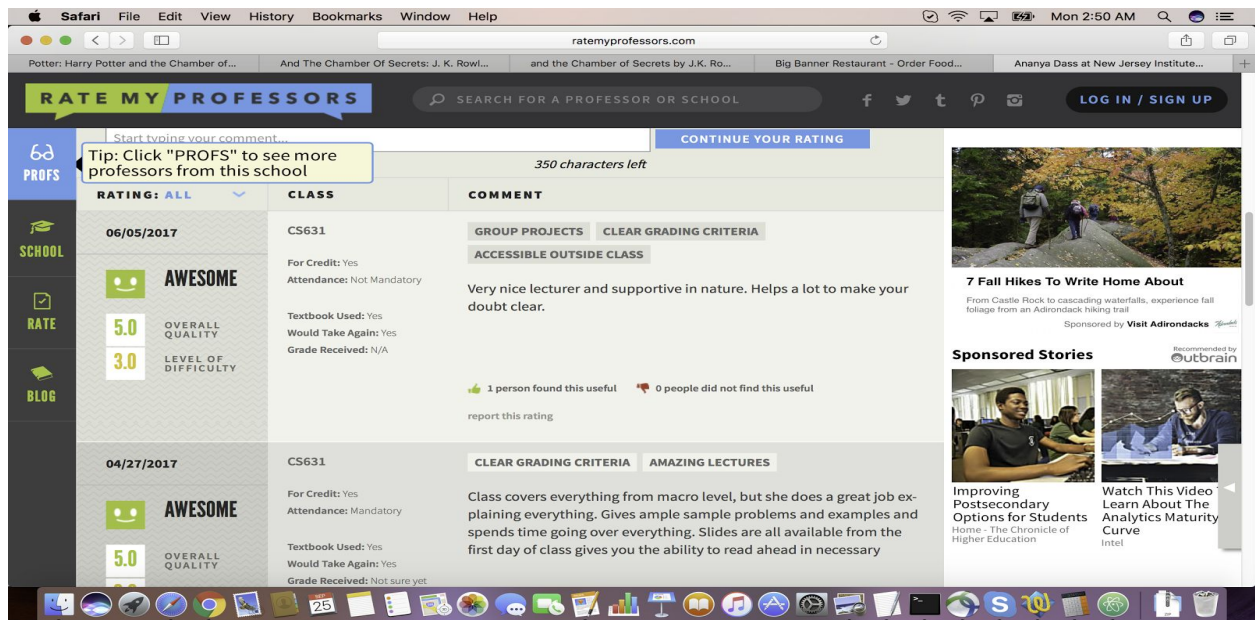 Safari File Edit View History Bookmarks Window Help Mon 2:50 AM
ratemyprofessors.com
Potter: Harry Potter and the Chamber of... And The Chamber Of Secrets: J. K. Rowl... and the Chamber of Secrets by J.K. Ro... Big Banner Restaurant - Order Food... Ananya Dass at New Jersey Institute...
RATE MY PROFESSORS SEARCH FOR A PROFESSOR OR SCHOOL LOG IN / SIGN UP
PROFS
SCHOOL
RATE
BLOG
Start typing your comment... CONTINUE YOUR RATING
Tip: Click "PROFS" to see more
professors from this school
350 characters left
RATING: ALL CLASS COMMENT
06/05/2017
AWESOME
5.0 OVERALL
QUALITY
3.0 LEVEL OF
DIFFICULTY
CS631
For Credit: Yes
Attendance: Not Mandatory
Textbook Used: Yes
Would Take Again: Yes
Grade Received: N/A
GROUP PROJECTS CLEAR GRADING CRITERIA
ACCESSIBLE OUTSIDE CLASS
Very nice lecturer and supportive in nature. Helps a lot to make your
doubt clear.
1 person found this useful 0 people did not find this useful
report this rating
04/27/2017
AWESOME
5.0 OVERALL
QUALITY
CS631
For Credit: Yes
Attendance: Mandatory
Textbook Used: Yes
Would Take Again: Yes
Grade Received: Not sure yet
CLEAR GRADING CRITERIA AMAZING LECTURES
Class covers everything from macro level, but she does a great job ex-
plaining everything. Gives ample sample problems and examples and
spends time going over everything. Slides are all available from the
first day of class gives you the ability to read ahead in necessary
7 Fall Hikes To Write Home About
From Castle Rock to cascading waterfalls, experience fall
foliage from an Adirondack hiking trail
Sponsored by Visit Adirondacks
Sponsored Stories
Recommended by
Outbrain
Improving
Postsecondary
Options for Students
Home - The Chronicle of
Higher Education
Watch This Video
Learn About The
Analytics Maturity
Curve
Intel
SEP
25